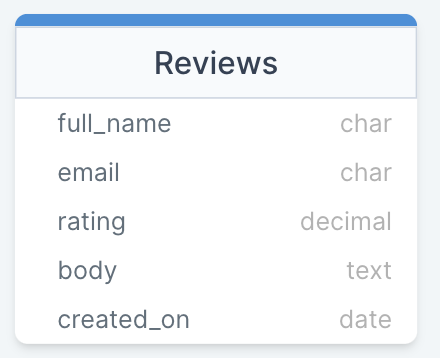 Reviews
full_name char
email char
rating decimal
body text
created_on date